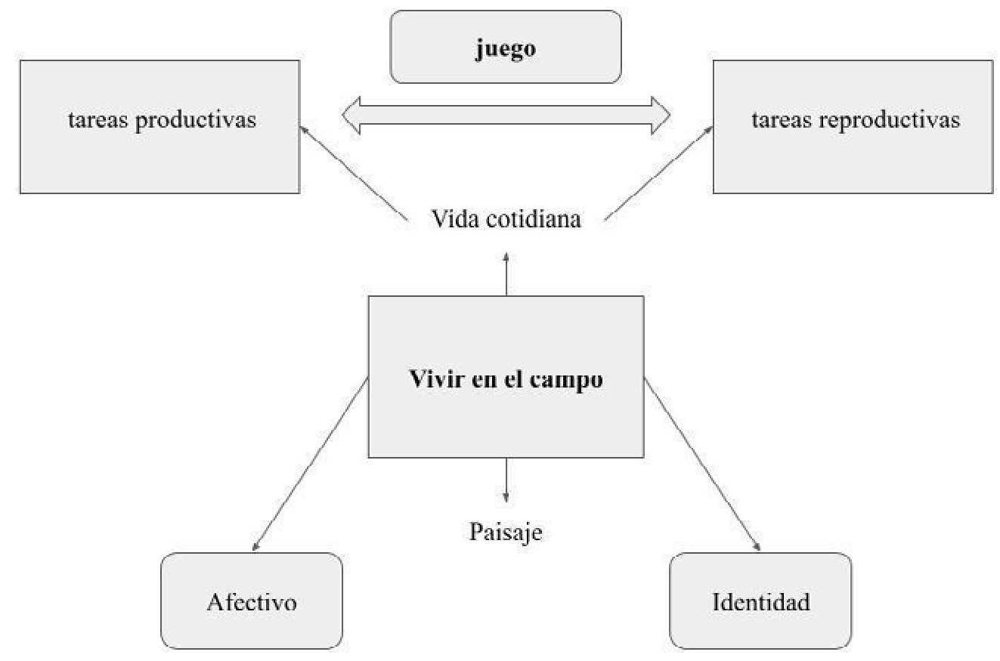 juego
tareas productivas
tareas reproductivas
Vida cotidiana
Vivir en el campo
Paisaje
Afectivo
Identidad